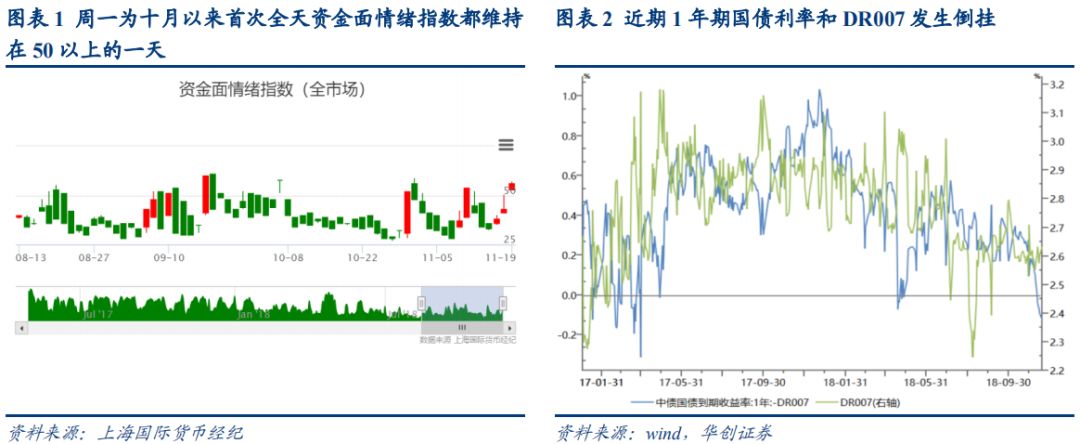 图表 1 周一为十月以来首次全天资金面情绪指数都维持
在 50 以上的一天
资金面情绪指数（全市场）
50
25
08-13 08-27 09-10 10-08 10-22 11-05 11-19
Jul '17 Jan '18 Jul '18
数据来源 上海国际货币经纪
资料来源：上海国际货币经纪
图表 2 近期 1 年期国债利率和 DR007 发生倒挂
% %
1.0 3.2
0.8 3.1
0.6 3.0
0.4 2.9
0.2 2.8
0.0 2.7
-0.2 2.6
2.5
2.4
2.3
2.2
17-01-31 17-05-31 17-09-30 18-01-31 18-05-31 18-09-30
中债国债到期收益率:1年:-DR007 DR007(右轴)
资料来源：wind，华创证券